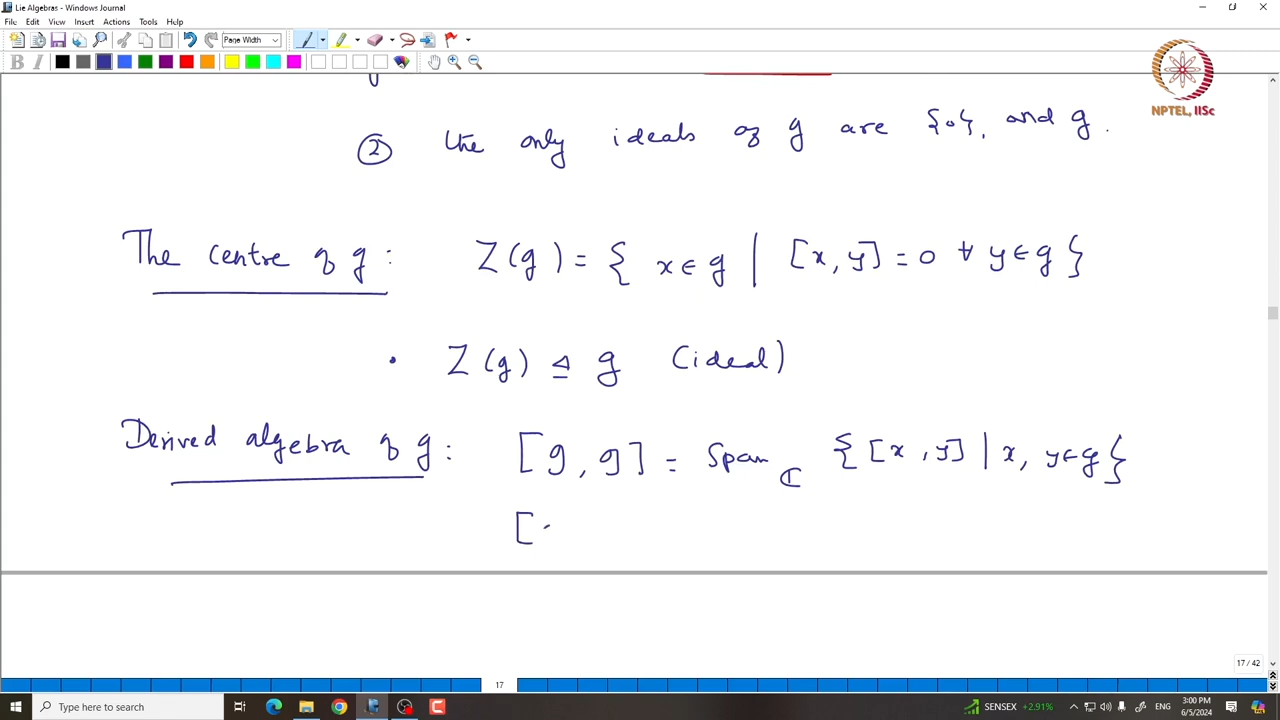 Lie Algebras - Windows Journal
File Edit View Insert Actions Tools Help
Page Width
B I
NPTEL, IISc
② the only ideals of g are {0}, and g.
The centre of g : Z(g) = { x ∈ g | [x, y] = 0 ∀ y ∈ g }
• Z(g) ⊴ g (ideal)
Derived algebra of g : [g, g] = Span ℂ { [x, y] | x, y ∈ g }
[
17 / 42
17
Type here to search
SENSEX +2.91%
ENG
3:00 PM
6/5/2024